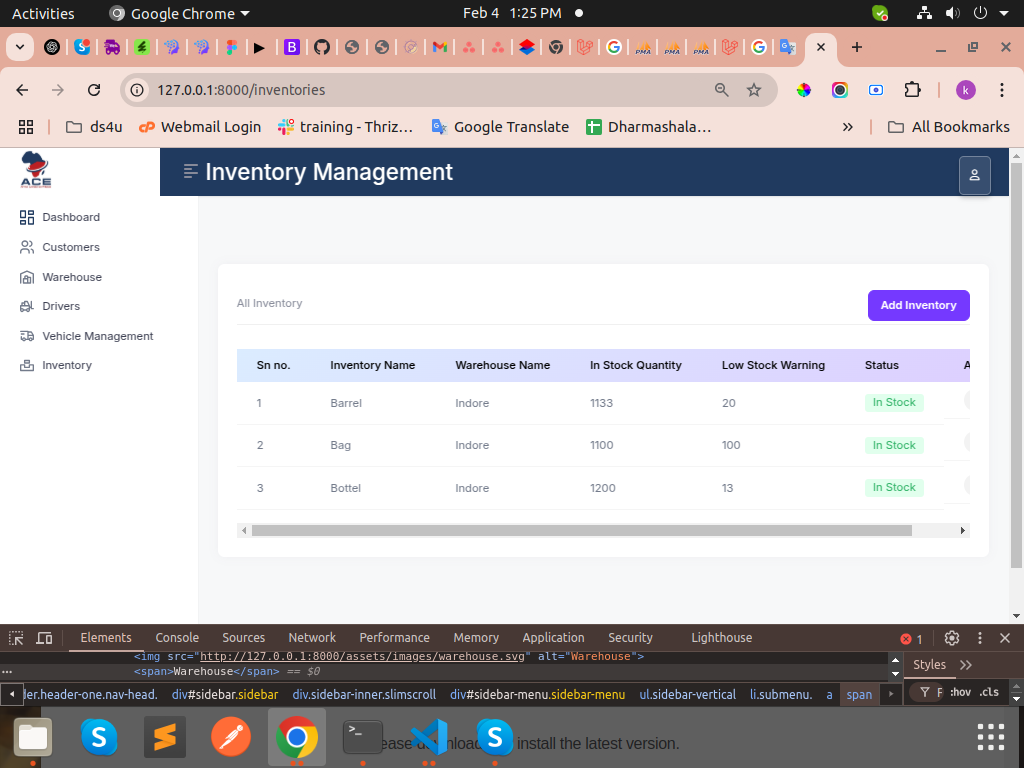 Activities Google Chrome Feb 4 1:25 PM
127.0.0.1:8000/inventories
k
ds4u Webmail Login training - Thriz... Google Translate Dharmashala... » All Bookmarks
ACE
Inventory Management
Dashboard
Customers
Warehouse
Drivers
Vehicle Management
Inventory
All Inventory
Add Inventory
Sn no. Inventory Name Warehouse Name In Stock Quantity Low Stock Warning Status A
1 Barrel Indore 1133 20 In Stock
2 Bag Indore 1100 100 In Stock
3 Bottel Indore 1200 13 In Stock
Elements Console Sources Network Performance Memory Application Security Lighthouse 1
<img src="http://127.0.0.1:8000/assets/images/warehouse.svg" alt="Warehouse">
<span>Warehouse</span> == $0
Styles
der.header-one.nav-head. div#sidebar.sidebar div.sidebar-inner.slimscroll div#sidebar-menu.sidebar-menu ul.sidebar-vertical li.submenu. a span
F :hov .cls
install the latest version.